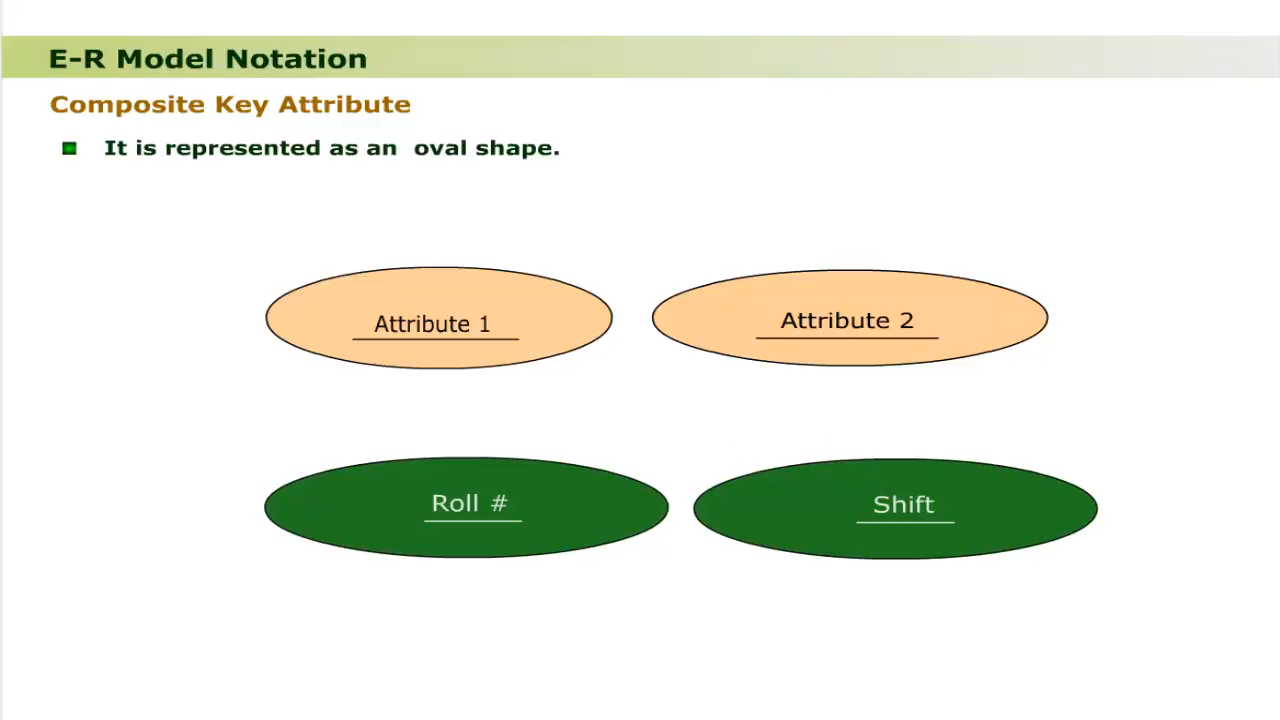 E-R Model Notation
Composite Key Attribute
It is represented as an oval shape.
Attribute 1
Attribute 2
Roll #
Shift